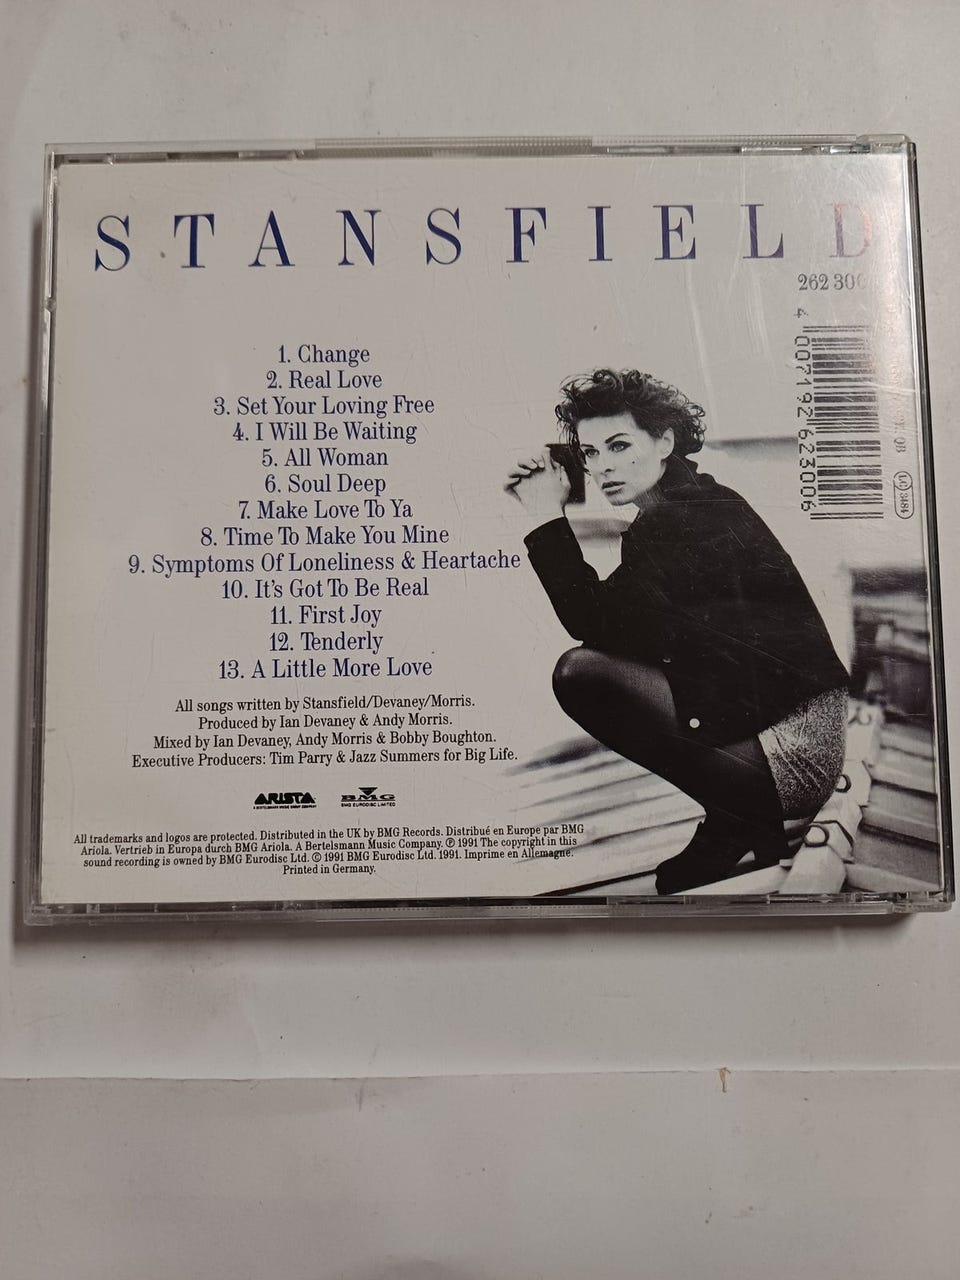 STANSFIELD
262 300
4 007192 623006
LC 3484
1. Change
2. Real Love
3. Set Your Loving Free
4. I Will Be Waiting
5. All Woman
6. Soul Deep
7. Make Love To Ya
8. Time To Make You Mine
9. Symptoms Of Loneliness & Heartache
10. It's Got To Be Real
11. First Joy
12. Tenderly
13. A Little More Love
All songs written by Stansfield/Devaney/Morris.
Produced by Ian Devaney & Andy Morris.
Mixed by Ian Devaney, Andy Morris & Bobby Boughton.
Executive Producers: Tim Parry & Jazz Summers for Big Life.
ARISTA BMG
A BERTELSMANN MUSIC GROUP COMPANY BMG EURODISC LIMITED
All trademarks and logos are protected. Distributed in the UK by BMG Records. Distribué en Europe par BMG
Ariola. Vertrieb in Europa durch BMG Ariola. A Bertelsmann Music Company. ℗ 1991 The copyright in this
sound recording is owned by BMG Eurodisc Ltd. © 1991 BMG Eurodisc Ltd. 1991. Imprime en Allemagne.
Printed in Germany.